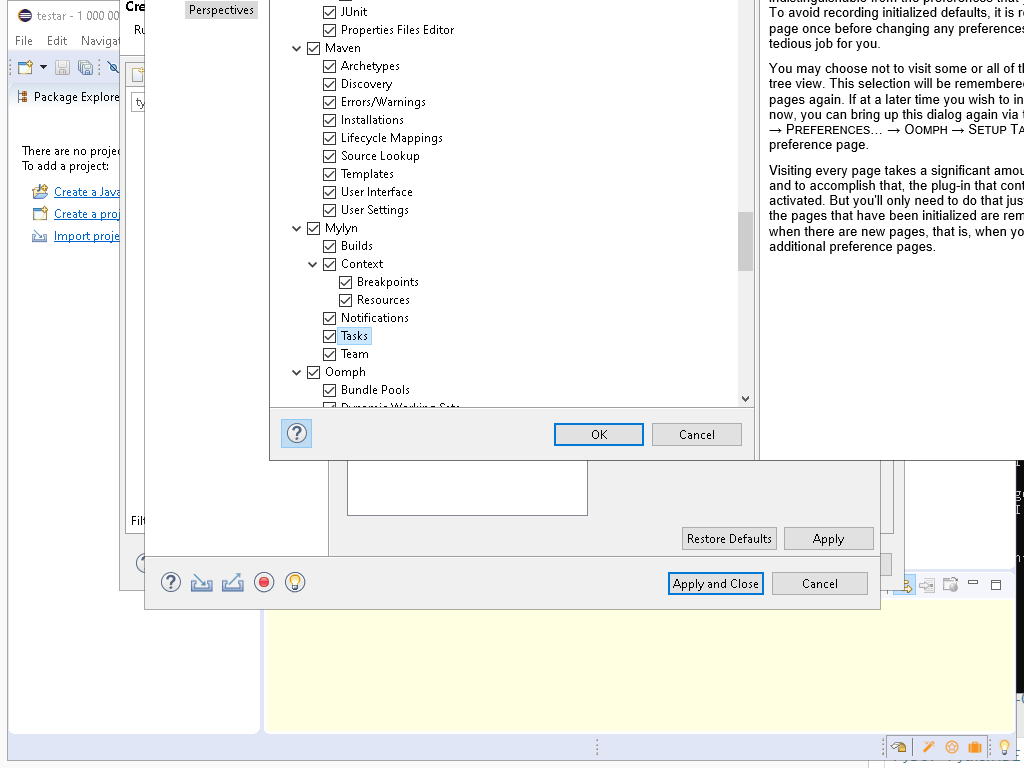 testar - 1 000 00
File Edit Naviga
Package Explore
There are no projec
To add a project:
Create a Java
Create a proj
Import proje
Cre
Ru
ty
Filt
Perspectives
JUnit
Properties Files Editor
Maven
Archetypes
Discovery
Errors/Warnings
Installations
Lifecycle Mappings
Source Lookup
Templates
User Interface
User Settings
Mylyn
Builds
Context
Breakpoints
Resources
Notifications
Tasks
Team
Oomph
Bundle Pools
Dynamic Working Sets
OK
Cancel
To avoid recording initialized defaults, it is r
page once before changing any preferences
tedious job for you.
You may choose not to visit some or all of th
tree view. This selection will be remembered
pages again. If at a later time you wish to in
now, you can bring up this dialog again via t
→ PREFERENCES... → OOMPH → SETUP TA
preference page.
Visiting every page takes a significant amou
and to accomplish that, the plug-in that cont
activated. But you'll only need to do that just
the pages that have been initialized are rem
when there are new pages, that is, when yo
additional preference pages.
Restore Defaults
Apply
Apply and Close
Cancel